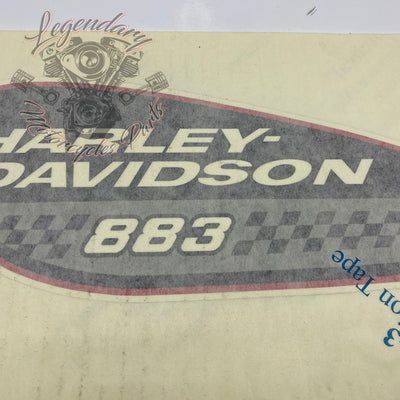 Legendary
Motorcycles Parts
HARLEY-
DAVIDSON
883
on Tape
3